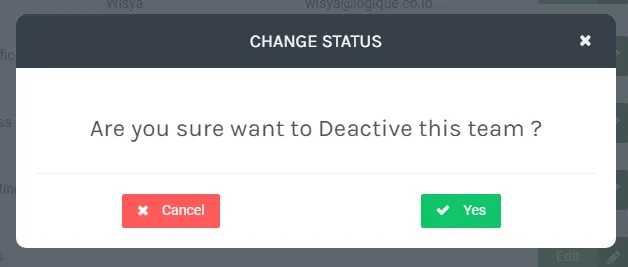 Wisya wisya@logique.co.id
CHANGE STATUS
Are you sure want to Deactive this team ?
Cancel Yes
Edit